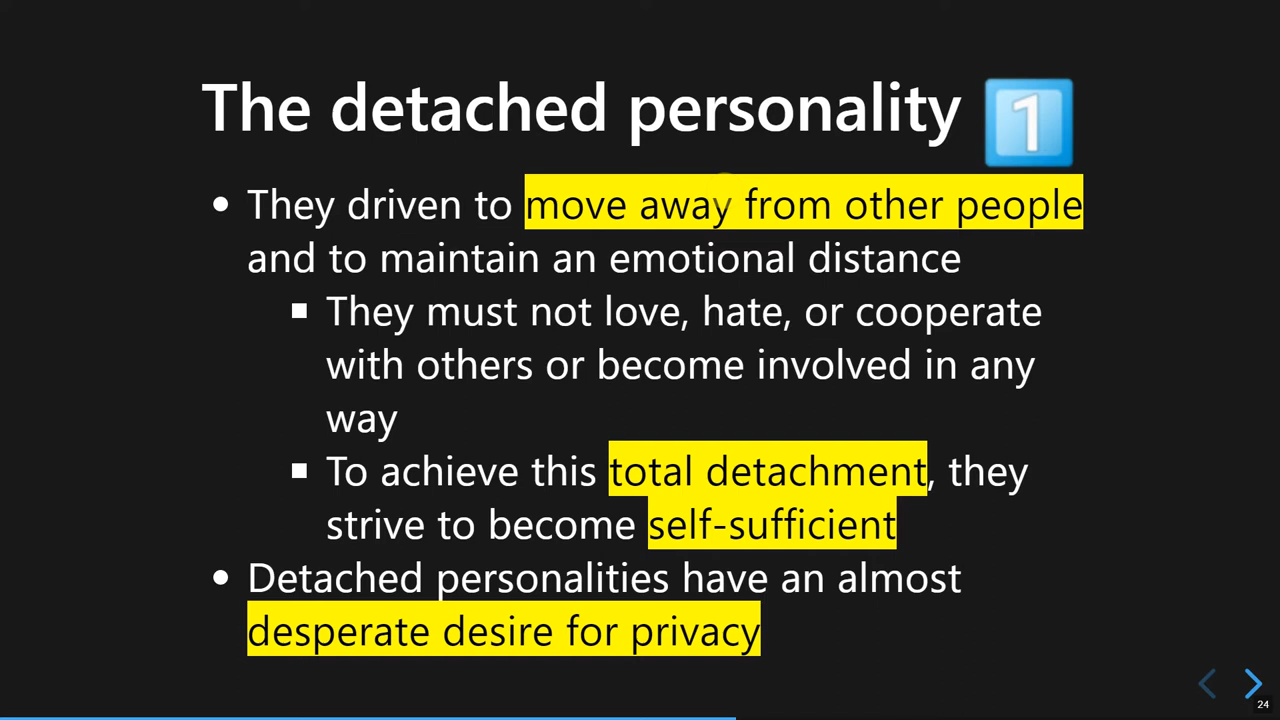 The detached personality 1
They driven to move away from other people
and to maintain an emotional distance
They must not love, hate, or cooperate
with others or become involved in any
way
To achieve this total detachment, they
strive to become self-sufficient
Detached personalities have an almost
desperate desire for privacy
24